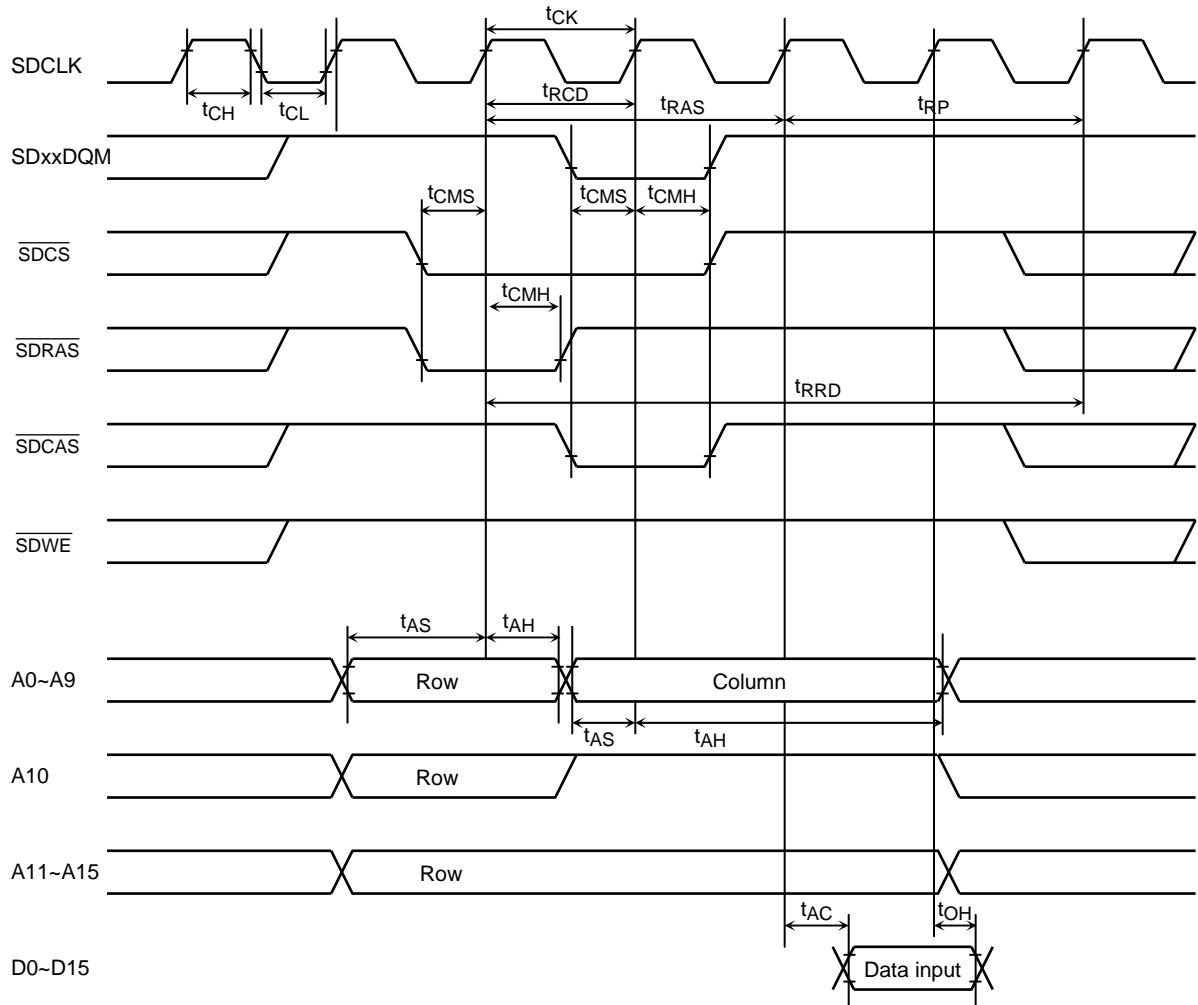 tCK
SDCLK
tCH tCL
tRCD
tRAS tRP
SDxxDQM
tCMS tCMS tCMH
SDCS
tCMH
SDRAS
tRRD
SDCAS
SDWE
tAS tAH
A0~A9 Row Column
tAS tAH
A10 Row
A11~A15 Row
tAC tOH
D0~D15 Data input